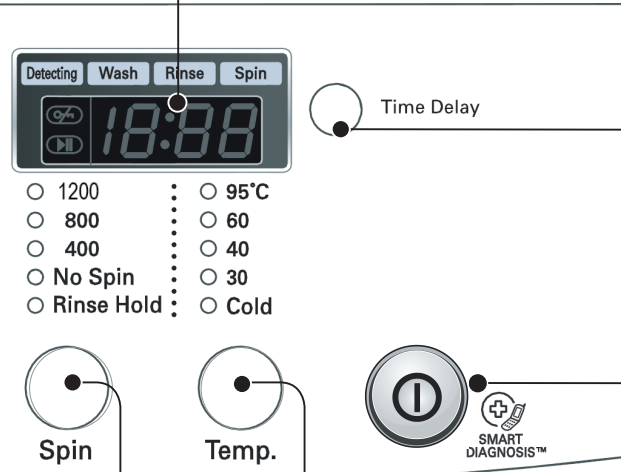 Detecting Wash Rinse Spin
18:88
Time Delay
1200
800
400
No Spin
Rinse Hold
95°C
60
40
30
Cold
Spin
Temp.
SMART
DIAGNOSIS™